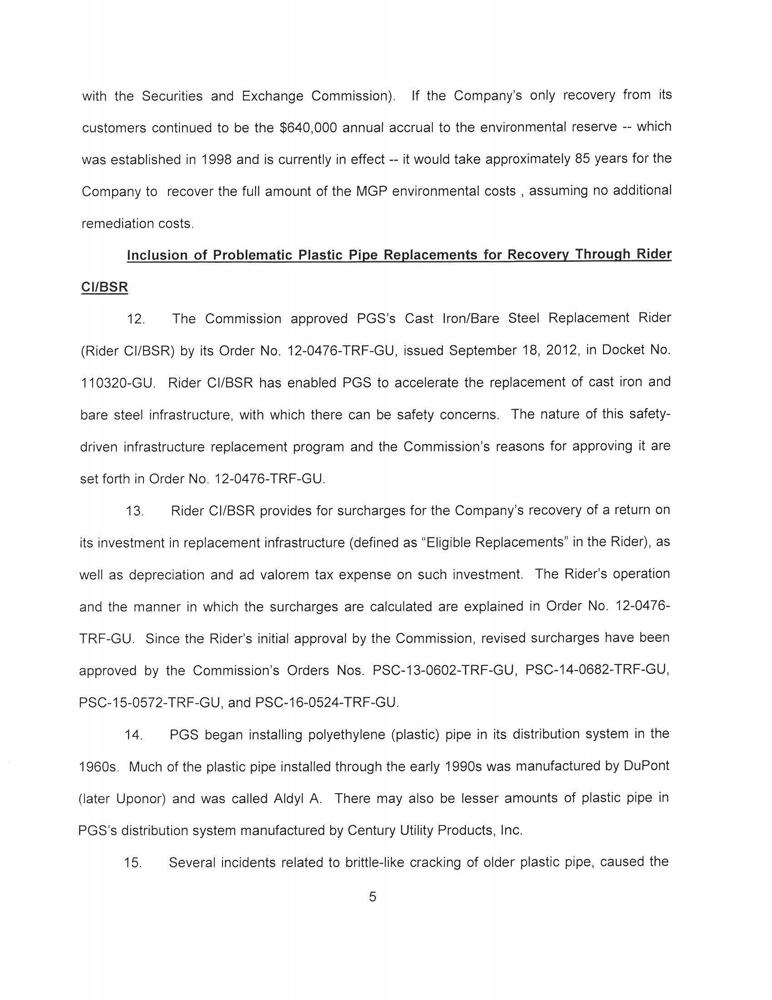 with the Securities and Exchange Commission). If the Company's only recovery from its
customers continued to be the $640,000 annual accrual to the environmental reserve -- which
was established in 1998 and is currently in effect -- it would take approximately 85 years for the
Company to recover the full amount of the MGP environmental costs , assuming no additional
remediation costs.
Inclusion of Problematic Plastic Pipe Replacements for Recovery Through Rider
CI/BSR
12. The Commission approved PGS's Cast Iron/Bare Steel Replacement Rider
(Rider CI/BSR) by its Order No. 12-0476-TRF-GU, issued September 18, 2012, in Docket No.
110320-GU. Rider CI/BSR has enabled PGS to accelerate the replacement of cast iron and
bare steel infrastructure, with which there can be safety concerns. The nature of this safety-
driven infrastructure replacement program and the Commission's reasons for approving it are
set forth in Order No. 12-0476-TRF-GU.
13. Rider CI/BSR provides for surcharges for the Company's recovery of a return on
its investment in replacement infrastructure (defined as “Eligible Replacements” in the Rider), as
well as depreciation and ad valorem tax expense on such investment. The Rider's operation
and the manner in which the surcharges are calculated are explained in Order No. 12-0476-
TRF-GU. Since the Rider's initial approval by the Commission, revised surcharges have been
approved by the Commission's Orders Nos. PSC-13-0602-TRF-GU, PSC-14-0682-TRF-GU,
PSC-15-0572-TRF-GU, and PSC-16-0524-TRF-GU.
14. PGS began installing polyethylene (plastic) pipe in its distribution system in the
1960s. Much of the plastic pipe installed through the early 1990s was manufactured by DuPont
(later Uponor) and was called Aldyl A. There may also be lesser amounts of plastic pipe in
PGS's distribution system manufactured by Century Utility Products, Inc.
15. Several incidents related to brittle-like cracking of older plastic pipe, caused the
5